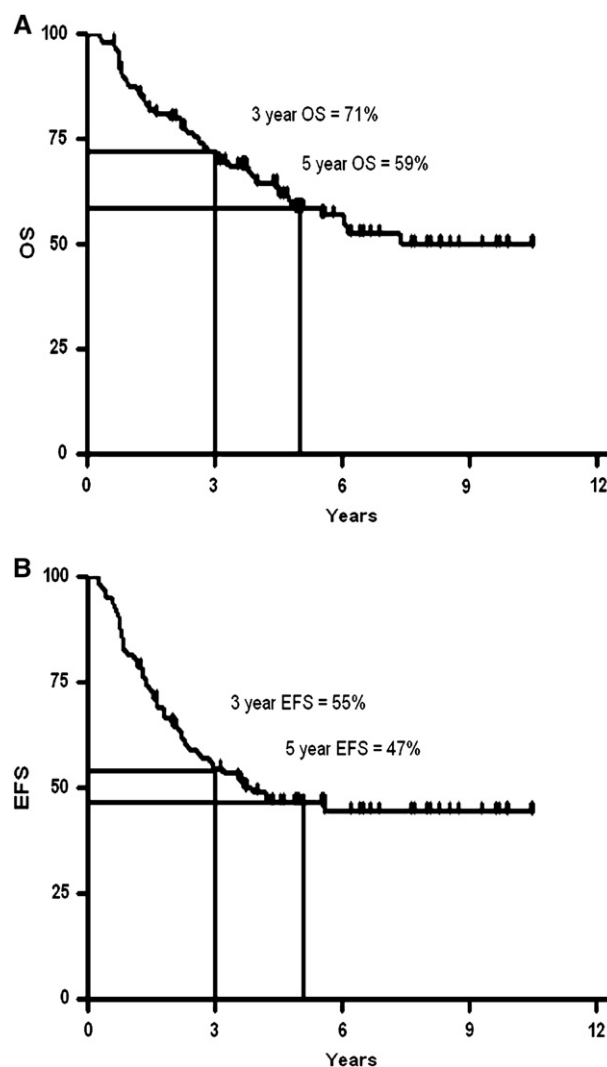 A
100
75
50
25
0
OS
3 year OS = 71%
5 year OS = 59%
0 3 6 9 12
Years
B
100
75
50
25
0
EFS
3 year EFS = 55%
5 year EFS = 47%
0 3 6 9 12
Years